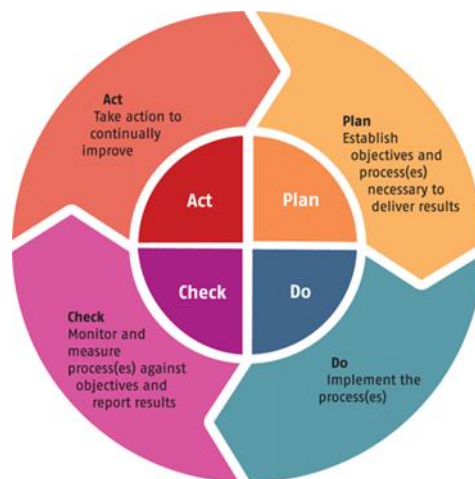 Act
Take action to
continually
improve
Plan
Establish
objectives and
process(es)
necessary to
deliver results
Act
Plan
Check
Do
Check
Monitor and
measure
process(es) against
objectives and
report results
Do
Implement the
process(es)